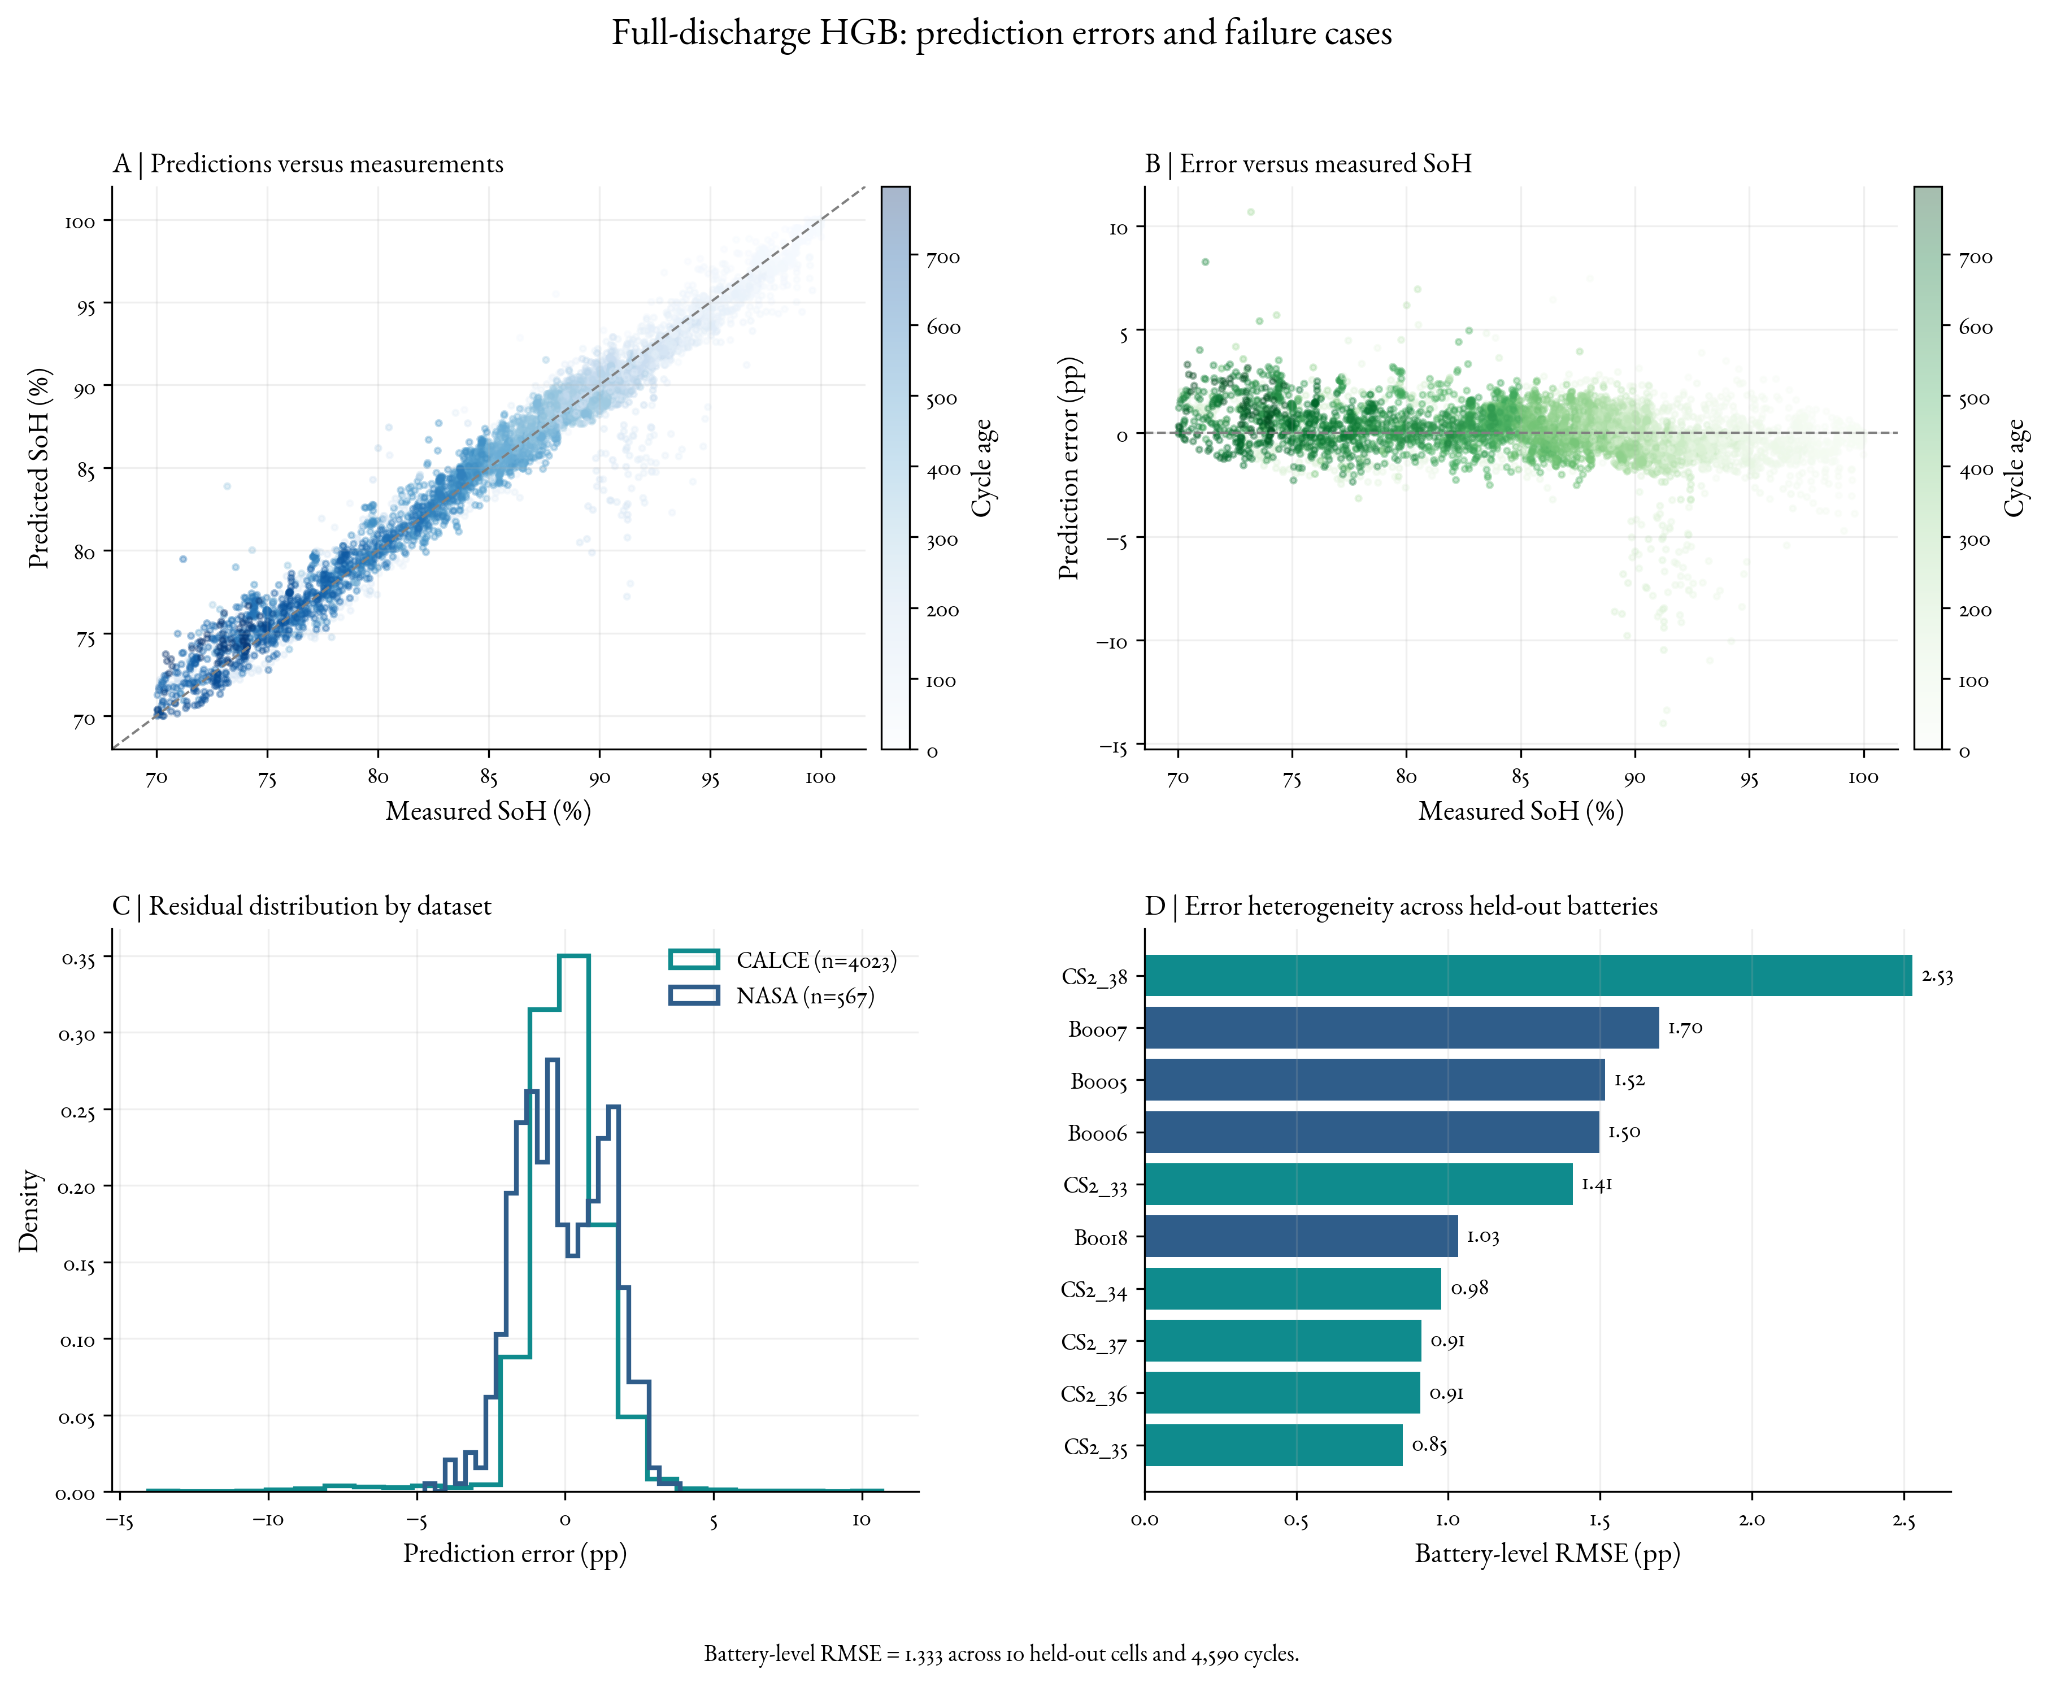 Full-discharge HGB: prediction errors and failure cases
A | Predictions versus measurements
Predicted SoH (%)
100
95
90
85
80
75
70
70 75 80 85 90 95 100
Measured SoH (%)
700
600
500
400
300
200
100
0
Cycle age
B | Error versus measured SoH
Prediction error (pp)
10
5
0
−5
−10
−15
70 75 80 85 90 95 100
Measured SoH (%)
700
600
500
400
300
200
100
0
Cycle age
C | Residual distribution by dataset
Density
0.35
0.30
0.25
0.20
0.15
0.10
0.05
0.00
CALCE (n=4023)
NASA (n=567)
−15 −10 −5 0 5 10
Prediction error (pp)
D | Error heterogeneity across held-out batteries
CS2_38 2.53
B0007 1.70
B0005 1.52
B0006 1.50
CS2_33 1.41
B0018 1.03
CS2_34 0.98
CS2_37 0.91
CS2_36 0.91
CS2_35 0.85
0.0 0.5 1.0 1.5 2.0 2.5
Battery-level RMSE (pp)
Battery-level RMSE = 1.333 across 10 held-out cells and 4,590 cycles.